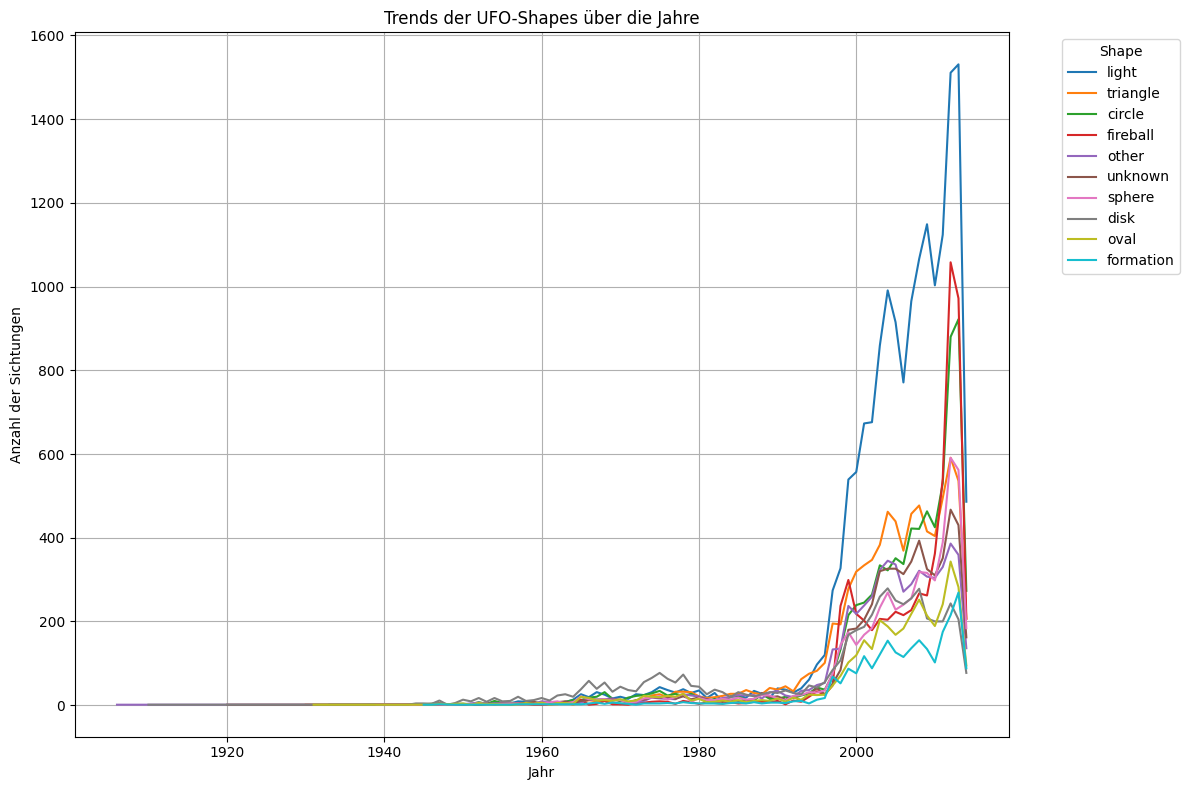 Trends der UFO-Shapes über die Jahre
Anzahl der Sichtungen
1600
1400
1200
1000
800
600
400
200
0
1920
1940
1960
1980
2000
Jahr
Shape
light
triangle
circle
fireball
other
unknown
sphere
disk
oval
formation